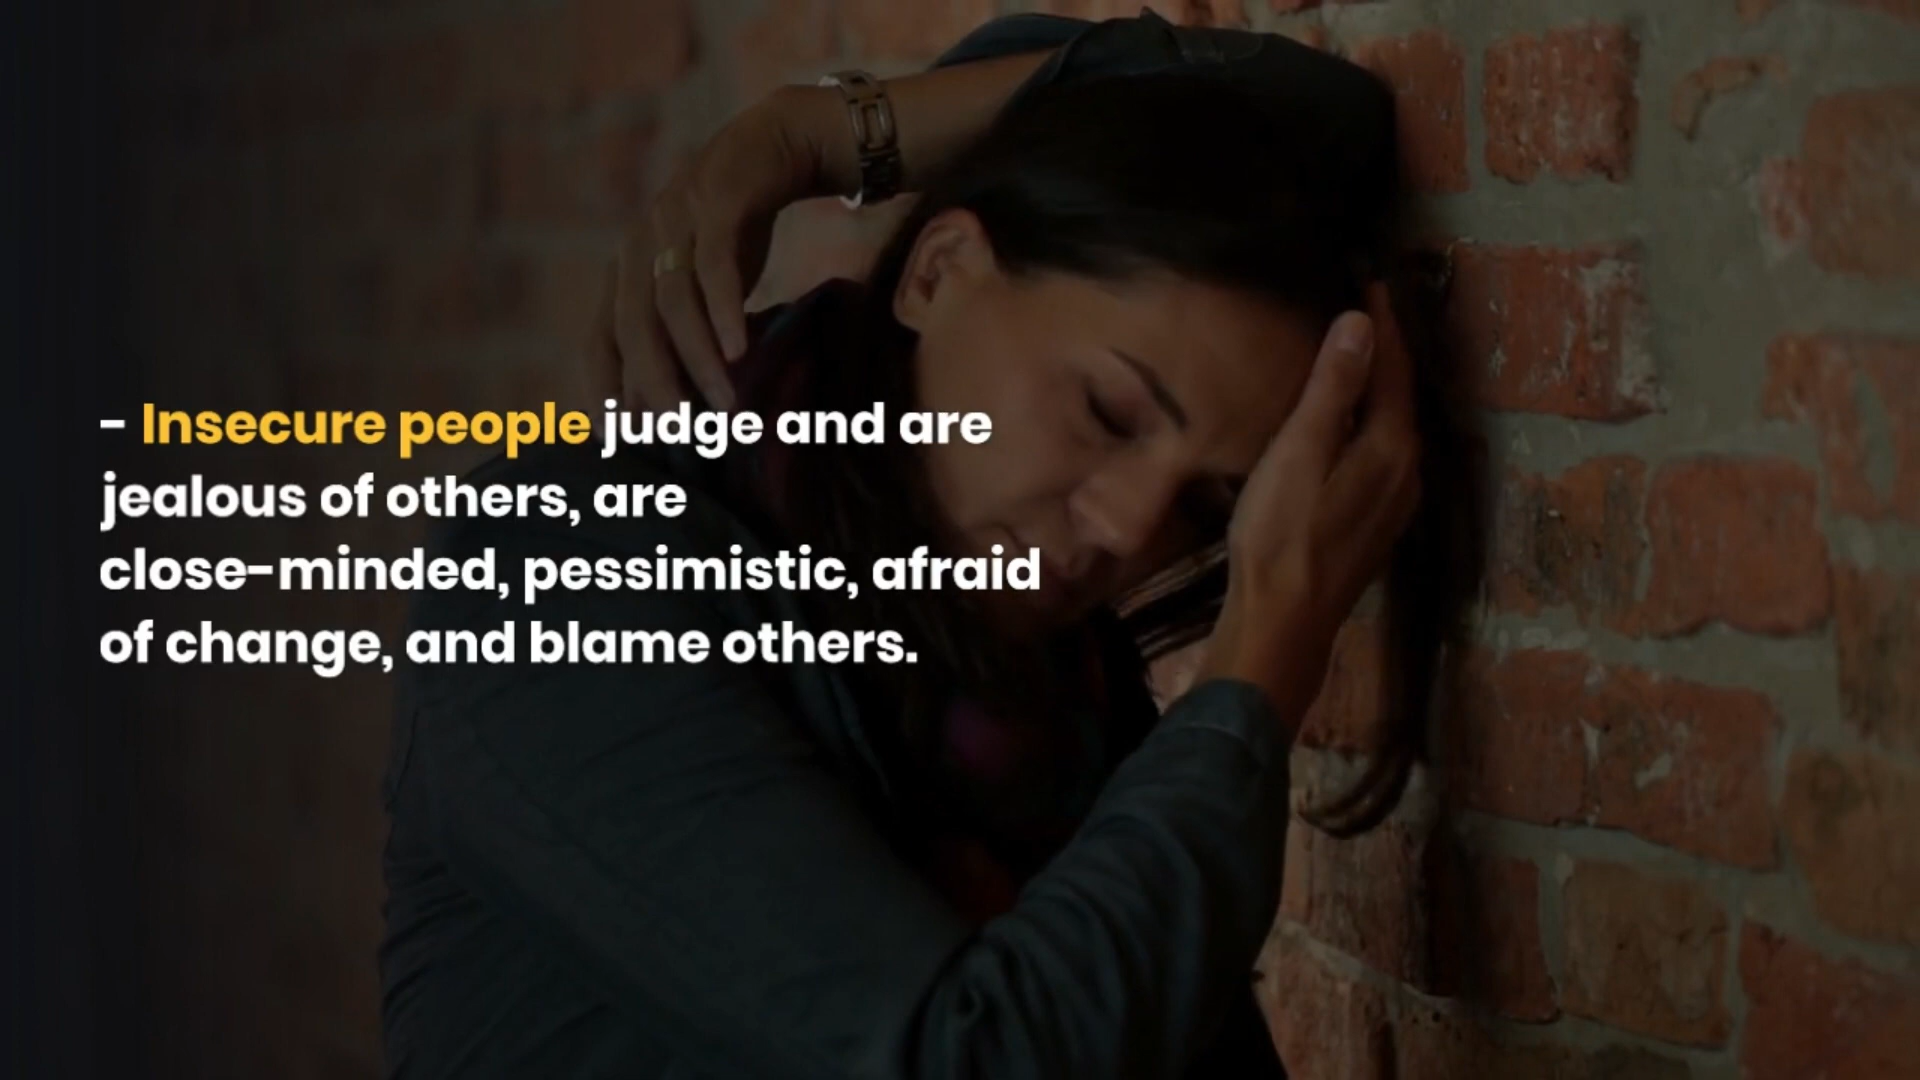 - Insecure people judge and are
jealous of others, are
close-minded, pessimistic, afraid
of change, and blame others.